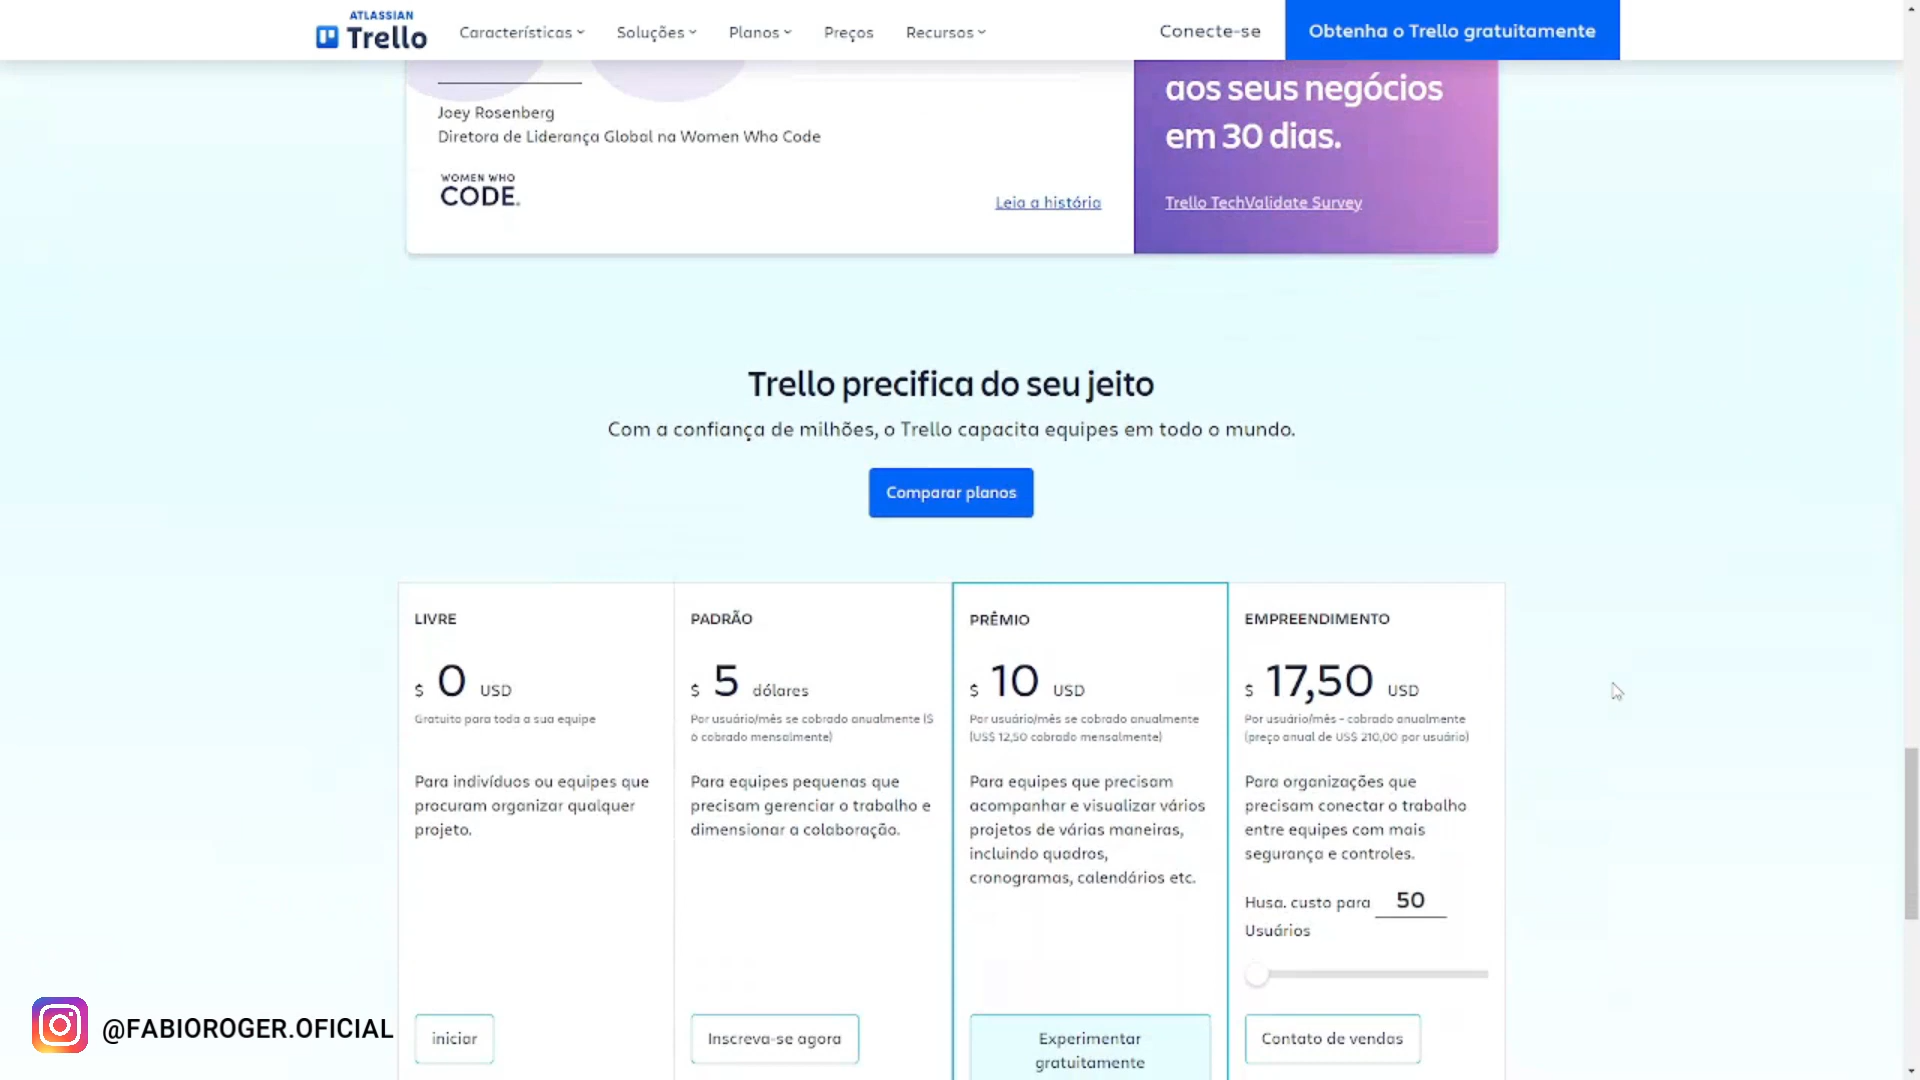 ATLASSIAN
Trello
Características
Soluções
Planos
Preços
Recursos
Conecte-se
Obtenha o Trello gratuitamente
Joey Rosenberg
Diretora de Liderança Global na Women Who Code
WOMEN WHO
CODE.
Leia a história
aos seus negócios
em 30 dias.
Trello TechValidate Survey
Trello precifica do seu jeito
Com a confiança de milhões, o Trello capacita equipes em todo o mundo.
Comparar planos
LIVRE
$ 0 USD
Gratuito para toda a sua equipe
Para indivíduos ou equipes que
procuram organizar qualquer
projeto.
iniciar
PADRÃO
$ 5 dólares
Por usuário/mês se cobrado anualmente ($
6 cobrado mensalmente)
Para equipes pequenas que
precisam gerenciar o trabalho e
dimensionar a colaboração.
Inscreva-se agora
PRÊMIO
$ 10 USD
Por usuário/mês se cobrado anualmente
(US$ 12,50 cobrado mensalmente)
Para equipes que precisam
acompanhar e visualizar vários
projetos de várias maneiras,
incluindo quadros,
cronogramas, calendários etc.
Experimentar
gratuitamente
EMPREENDIMENTO
$ 17,50 USD
Por usuário/mês - cobrado anualmente
(preço anual de US$ 210,00 por usuário)
Para organizações que
precisam conectar o trabalho
entre equipes com mais
segurança e controles.
Husa. custo para 50
Usuários
Contato de vendas
@FABIOROGER.OFICIAL